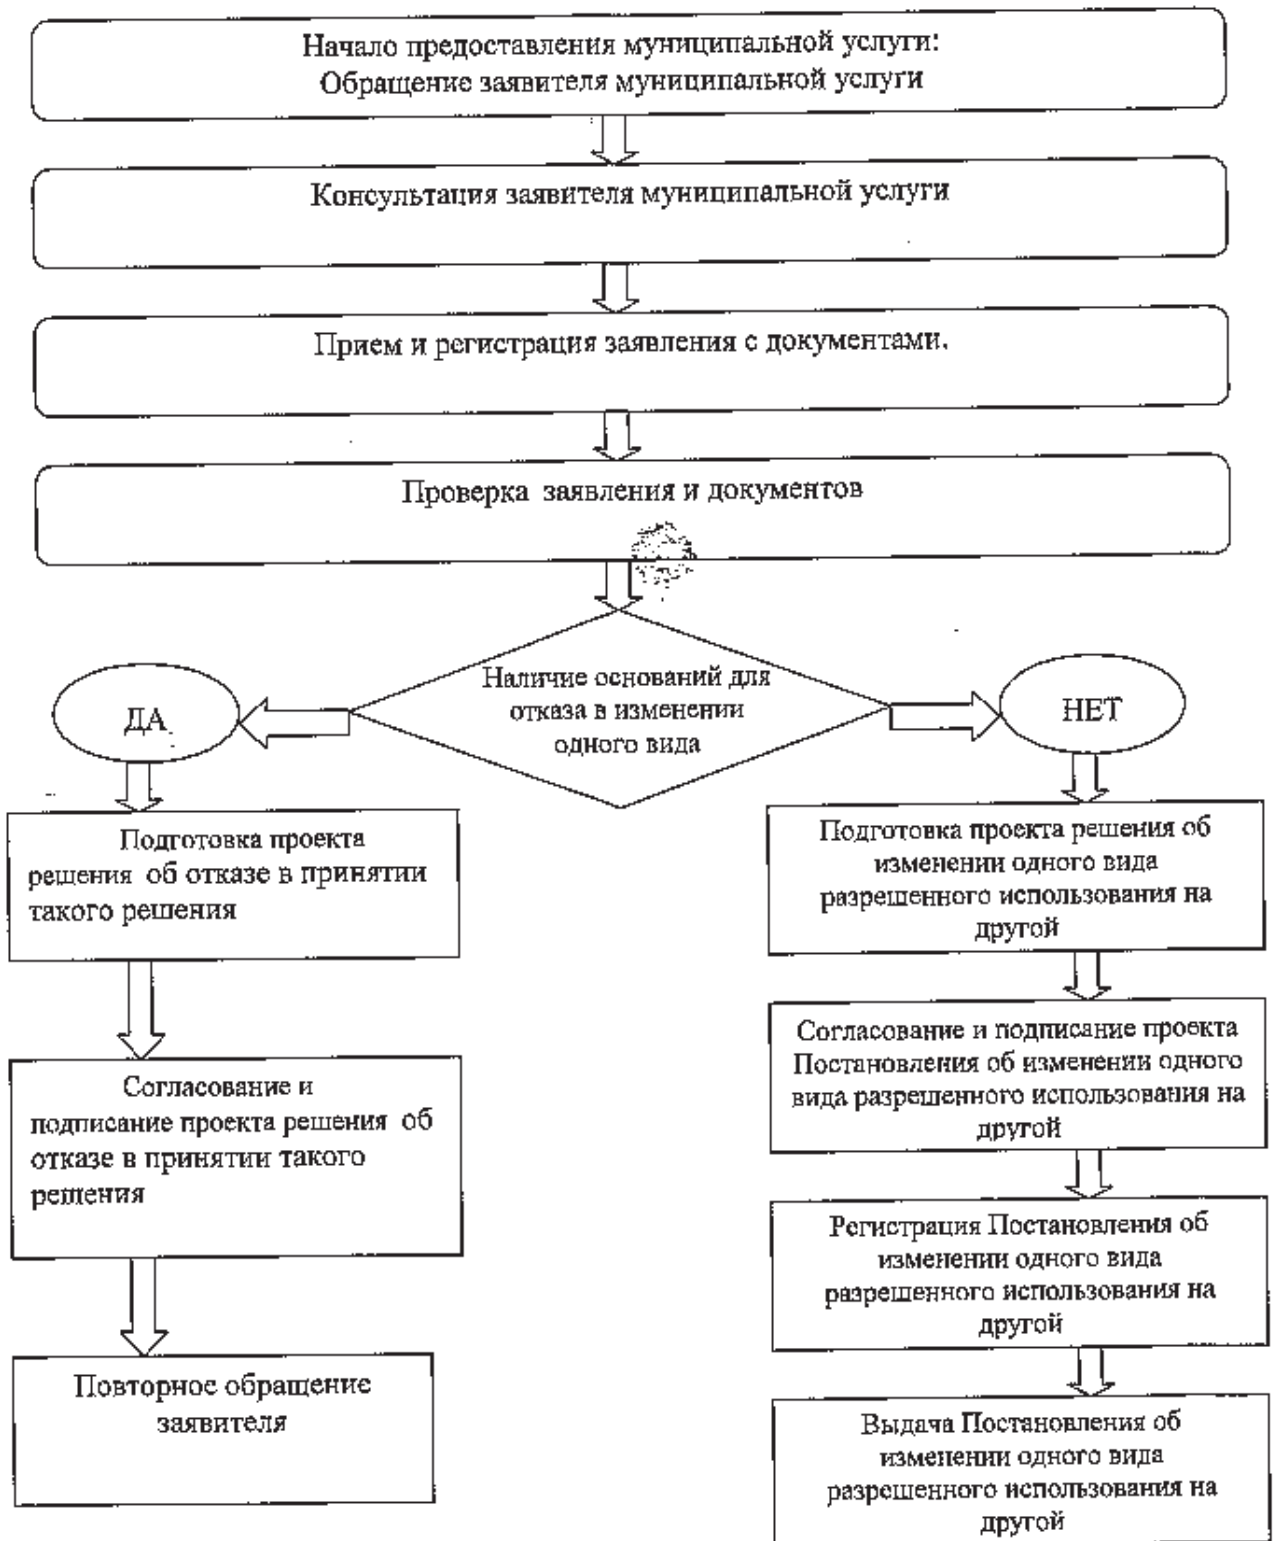 Начало предоставления муниципальной услуги:
Обращение заявителя муниципальной услуги
Консультация заявителя муниципальной услуги
Прием и регистрация заявления с документами.
Проверка заявления и документов
Наличие оснований для
отказа в изменении
одного вида
ДА
НЕТ
Подготовка проекта
решения об отказе в принятии
такого решения
Согласование и
подписание проекта решения об
отказе в принятии такого
решения
Повторное обращение
заявителя
Подготовка проекта решения об
изменении одного вида
разрешенного использования на
другой
Согласование и подписание проекта
Постановления об изменении одного
вида разрешенного использования на
другой
Регистрация Постановления об
изменении одного вида
разрешенного использования на
другой
Выдача Постановления об
изменении одного вида
разрешенного использования на
другой